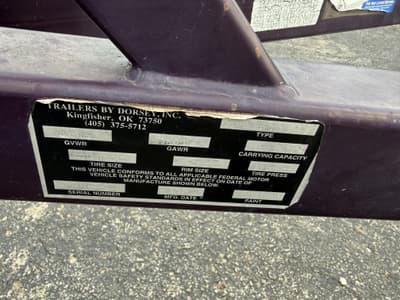 TRAILERS BY DORSEY, INC.
Kingfisher, OK 73750
(405) 375-5712
TYPE
GVWR GAWR CARRYING CAPACITY
TIRE SIZE RIM SIZE TIRE PRESS
THIS VEHICLE CONFORMS TO ALL APPLICABLE FEDERAL MOTOR
VEHICLE SAFETY STANDARDS IN EFFECT ON DATE OF
MANUFACTURE SHOWN BELOW.
SERIAL NUMBER MFG. DATE PAINT